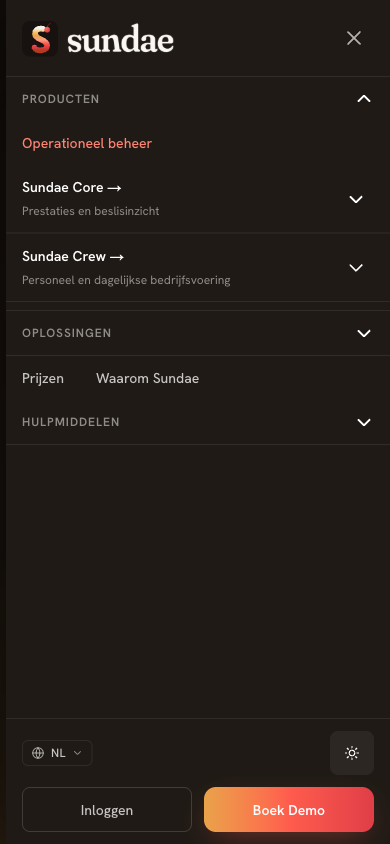 sundae
PRODUCTEN
Operationeel beheer
Sundae Core →
Prestaties en beslisinzicht
Sundae Crew →
Personeel en dagelijkse bedrijfsvoering
OPLOSSINGEN
Prijzen Waarom Sundae
HULPMIDDELEN
NL
Inloggen Boek Demo